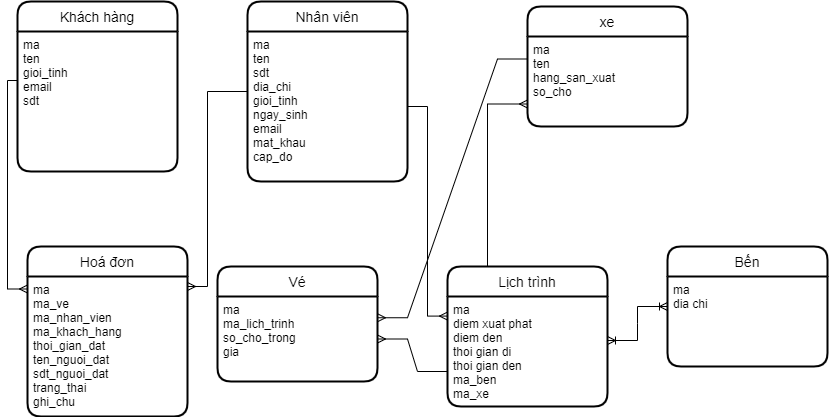 Khách hàng
ma
ten
gioi_tinh
email
sdt
Nhân viên
ma
ten
sdt
dia_chi
gioi_tinh
ngay_sinh
email
mat_khau
cap_do
xe
ma
ten
hang_san_xuat
so_cho
Hoá đơn
ma
ma_ve
ma_nhan_vien
ma_khach_hang
thoi_gian_dat
ten_nguoi_dat
sdt_nguoi_dat
trang_thai
ghi_chu
Vé
ma
ma_lich_trinh
so_cho_trong
gia
Lịch trình
ma
diem xuat phat
diem den
thoi gian di
thoi gian den
ma_ben
ma_xe
Bến
ma
dia chi